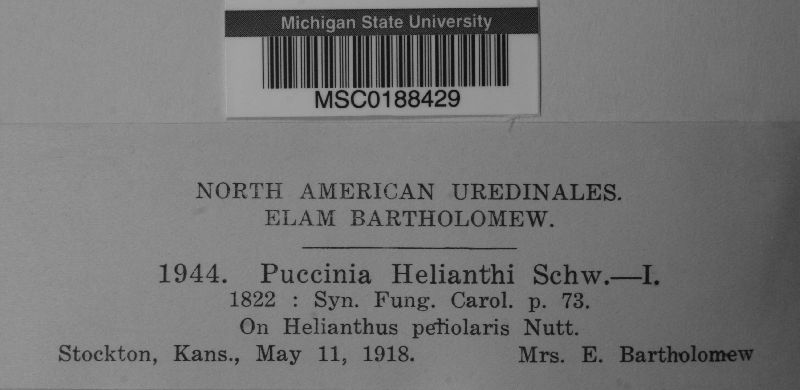 Michigan State University
MSC0188429
NORTH AMERICAN UREDINALES.
ELAM BARTHOLOMEW.
1944. Puccinia Helianthi Schw.—I.
1822 : Syn. Fung. Carol. p. 73.
On Helianthus petiolaris Nutt.
Stockton, Kans., May 11, 1918. Mrs. E. Bartholomew